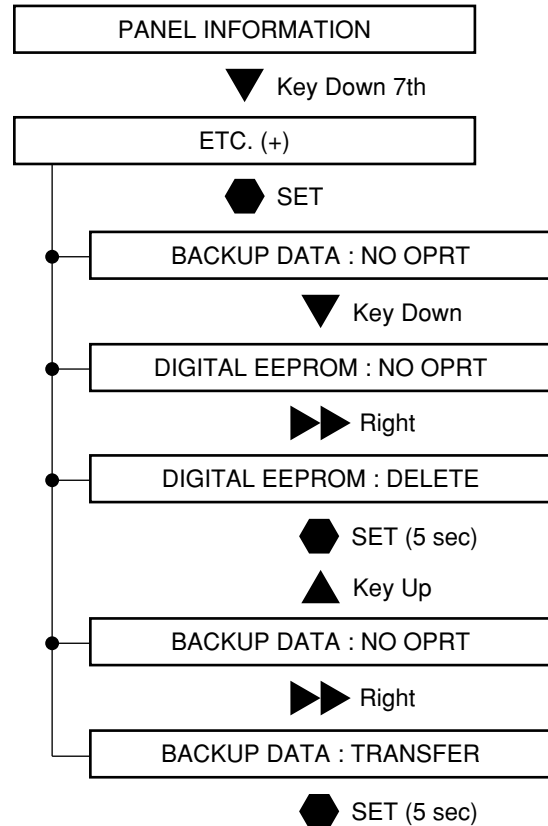 PANEL INFORMATION
Key Down 7th
ETC. (+)
SET
BACKUP DATA : NO OPRT
Key Down
DIGITAL EEPROM : NO OPRT
Right
DIGITAL EEPROM : DELETE
SET (5 sec)
Key Up
BACKUP DATA : NO OPRT
Right
BACKUP DATA : TRANSFER
SET (5 sec)